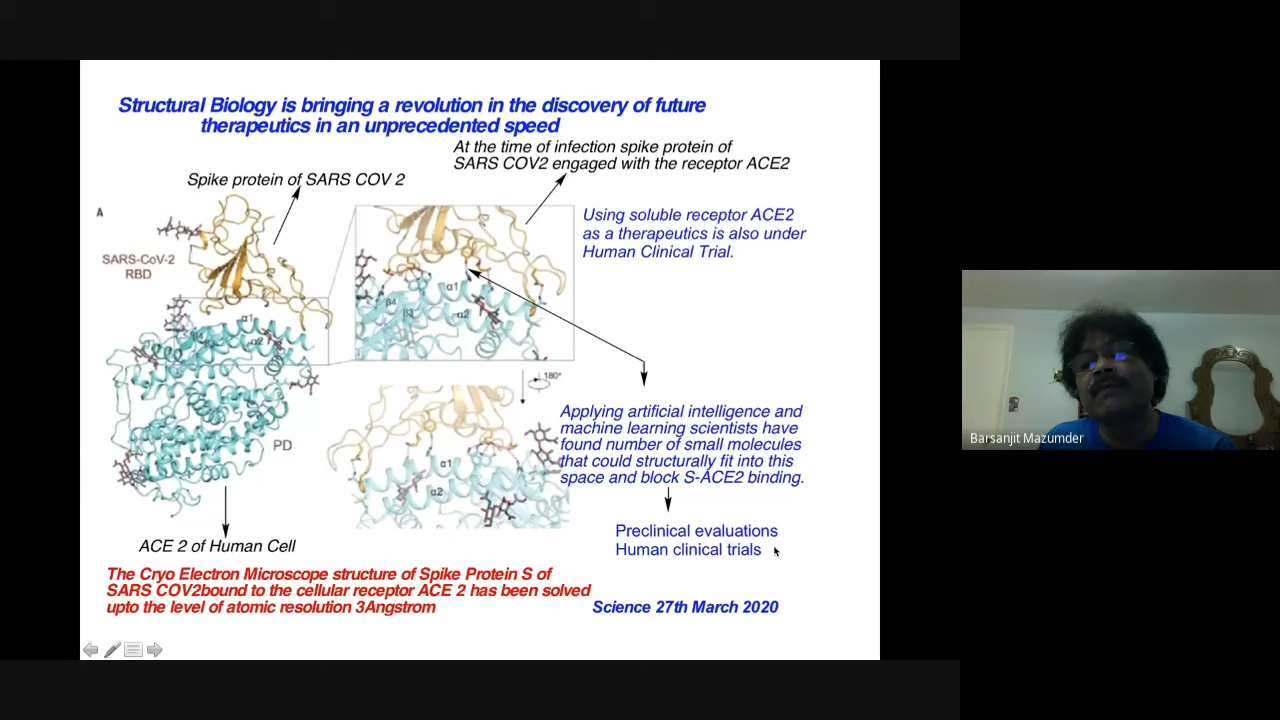 Structural Biology is bringing a revolution in the discovery of future
therapeutics in an unprecedented speed
At the time of infection spike protein of
SARS COV2 engaged with the receptor ACE2
Spike protein of SARS COV 2
A
SARS-CoV-2
RBD
Using soluble receptor ACE2
as a therapeutics is also under
Human Clinical Trial.
α1
β4
β3
α2
α1
α2
180°
PD
α1
α2
Applying artificial intelligence and
machine learning scientists have
found number of small molecules
that could structurally fit into this
space and block S-ACE2 binding.
Preclinical evaluations
Human clinical trials
ACE 2 of Human Cell
The Cryo Electron Microscope structure of Spike Protein S of
SARS COV2bound to the cellular receptor ACE 2 has been solved
upto the level of atomic resolution 3Angstrom
Science 27th March 2020
Barsanjit Mazumder